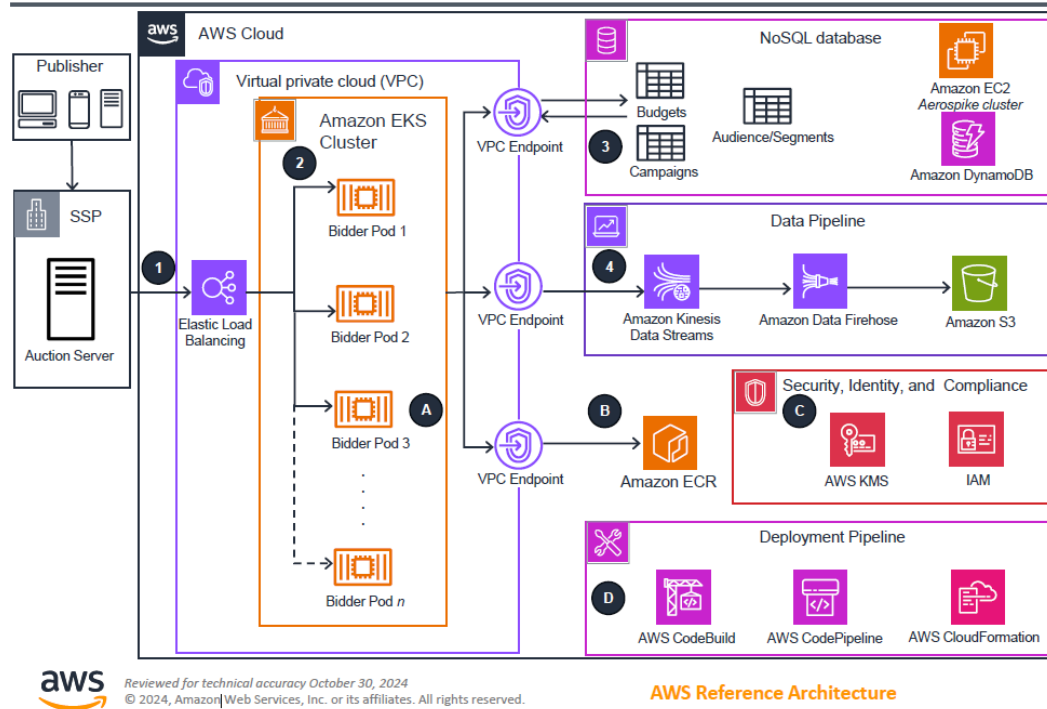 aws
AWS Cloud
Publisher
SSP
Auction Server
1
Virtual private cloud (VPC)
Elastic Load
Balancing
Amazon EKS
Cluster
2
Bidder Pod 1
Bidder Pod 2
Bidder Pod 3
A
.
.
.
.
Bidder Pod n
VPC Endpoint
VPC Endpoint
VPC Endpoint
NoSQL database
Budgets
3
Campaigns
Audience/Segments
Amazon EC2
Aerospike cluster
Amazon DynamoDB
Data Pipeline
4
Amazon Kinesis
Data Streams
Amazon Data Firehose
Amazon S3
B
Amazon ECR
Security, Identity, and Compliance
C
AWS KMS
IAM
Deployment Pipeline
D
AWS CodeBuild
AWS CodePipeline
AWS CloudFormation
aws
Reviewed for technical accuracy October 30, 2024
© 2024, Amazon Web Services, Inc. or its affiliates. All rights reserved.
AWS Reference Architecture